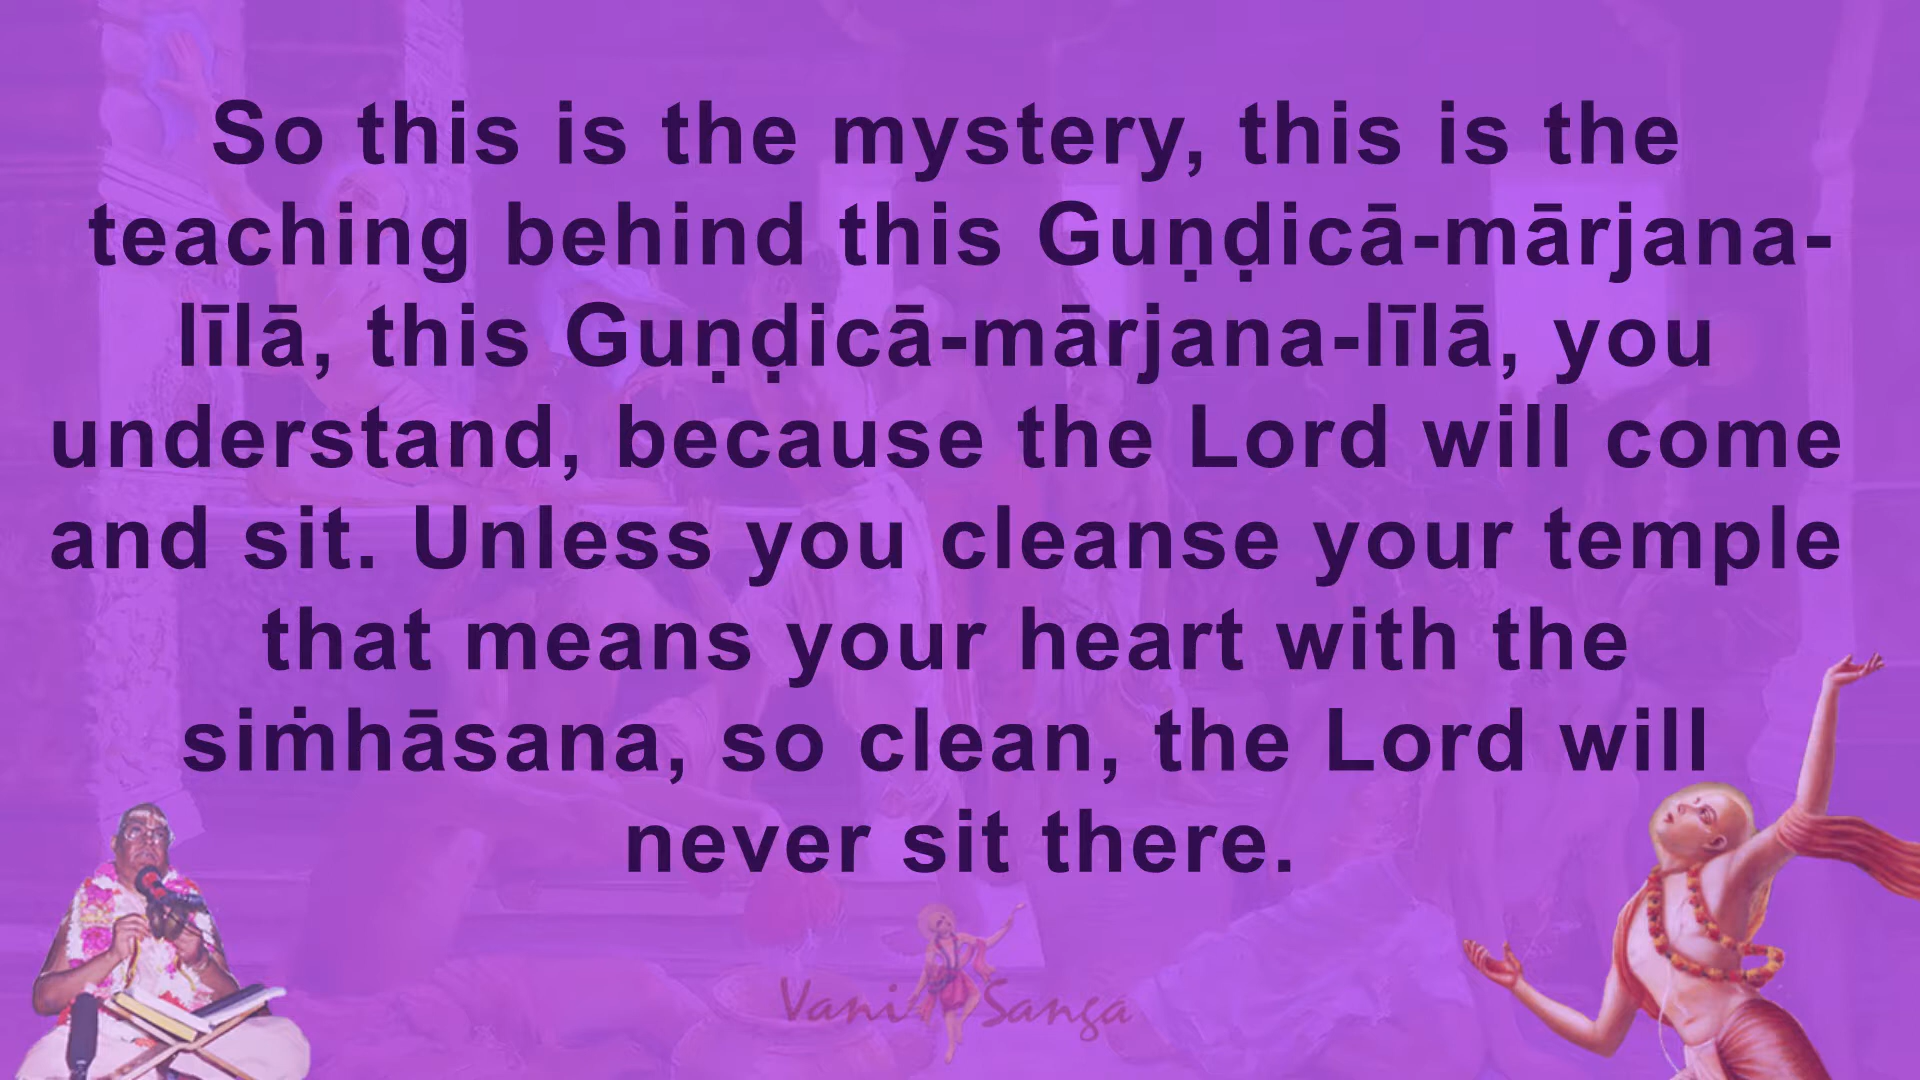 So this is the mystery, this is the
teaching behind this Guṇḍicā-mārjana-
līlā, this Guṇḍicā-mārjana-līlā, you
understand, because the Lord will come
and sit. Unless you cleanse your temple
that means your heart with the
siṁhāsana, so clean, the Lord will
never sit there.
Vani Sanga